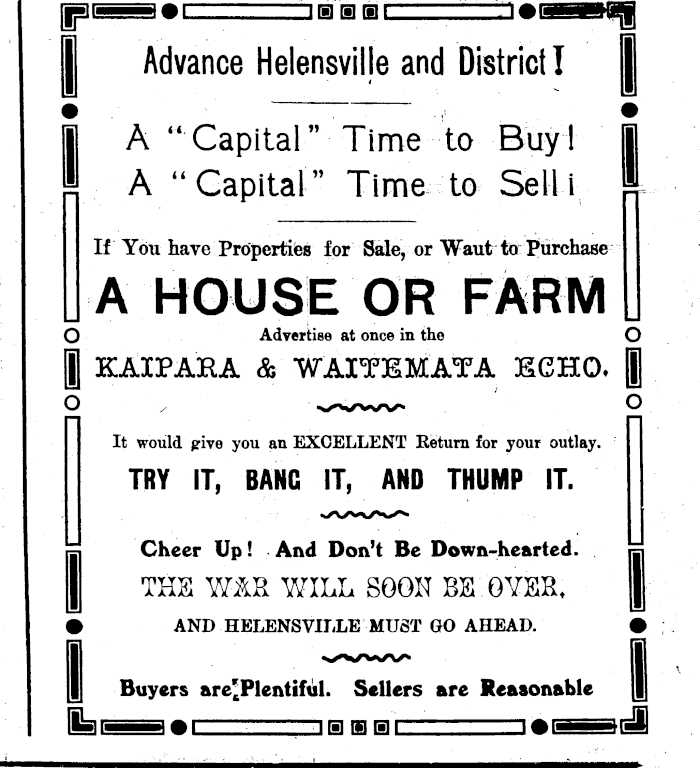 Advance Helensville and District!
A "Capital" Time to Buy!
A "Capital" Time to Sell i
If You have Properties for Sale, or Waut to Purchase
A HOUSE OR FARM
Advertise at once in the
KAIPARA & WAITEMATA ECHO.
It would give you an EXCELLENT Return for your outlay.
TRY IT, BANG IT, AND THUMP IT.
Cheer Up! And Don't Be Down-hearted.
THE WAR WILL SOON BE OVER,
AND HELENSVILLE MUST GO AHEAD.
Buyers are Plentiful. Sellers are Reasonable